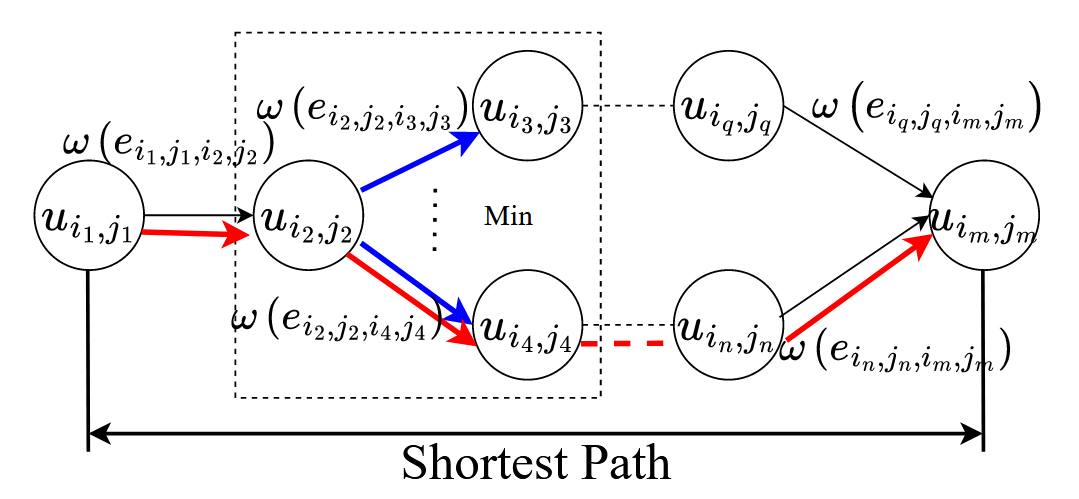 ω (e_{i_2,j_2,i_3,j_3})
u_{i_3,j_3}
u_{i_q,j_q}
ω (e_{i_q,j_q,i_m,j_m})
ω (e_{i_1,j_1,i_2,j_2})
u_{i_1,j_1}
u_{i_2,j_2}
Min
u_{i_m,j_m}
ω (e_{i_2,j_2,i_4,j_4})
u_{i_4,j_4}
u_{i_n,j_n}
ω (e_{i_n,j_n,i_m,j_m})
Shortest Path